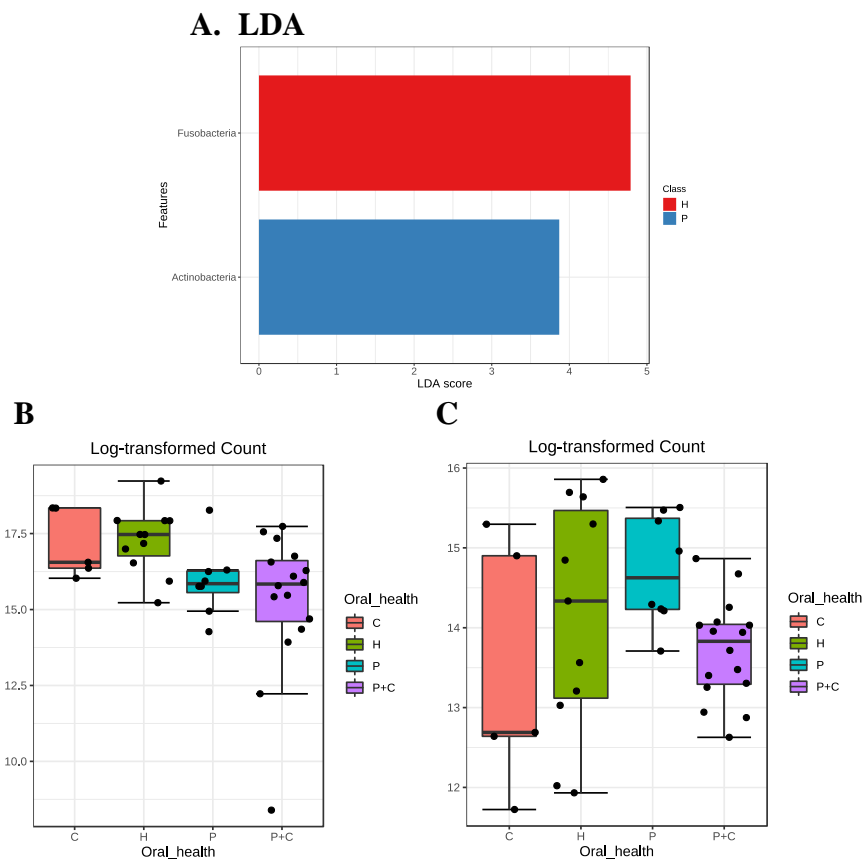 A. LDA
Fusobacteria
Actinobacteria
Features
0 1 2 3 4 5
LDA score
Class
H
P
B
Log-transformed Count
17.5
15.0
12.5
10.0
C H P P+C
Oral_health
Oral_health
C
H
P
P+C
C
Log-transformed Count
16
15
14
13
12
C H P P+C
Oral_health
Oral_health
C
H
P
P+C